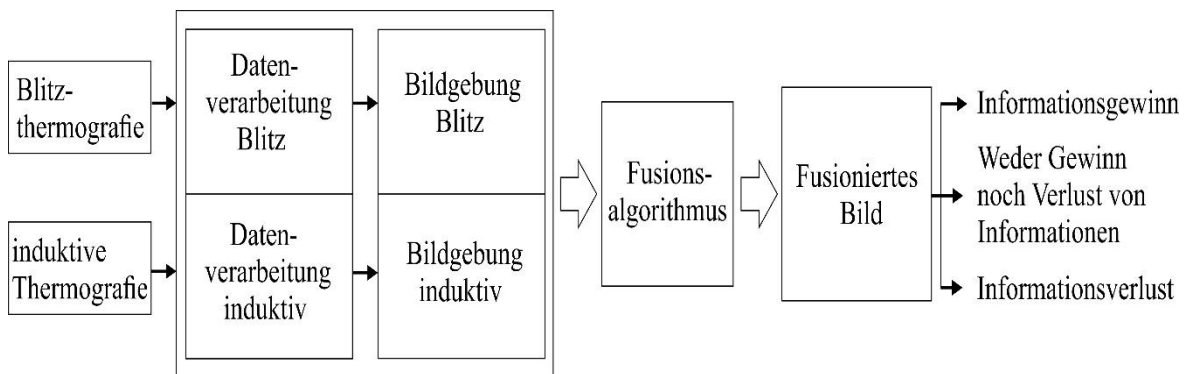 Blitz-
thermografie
Daten-
verarbeitung
Blitz
Bildgebung
Blitz
induktive
Thermografie
Daten-
verarbeitung
induktiv
Bildgebung
induktiv
Fusions-
algorithmus
Fusioniertes
Bild
Informationsgewinn
Weder Gewinn
noch Verlust von
Informationen
Informationsverlust